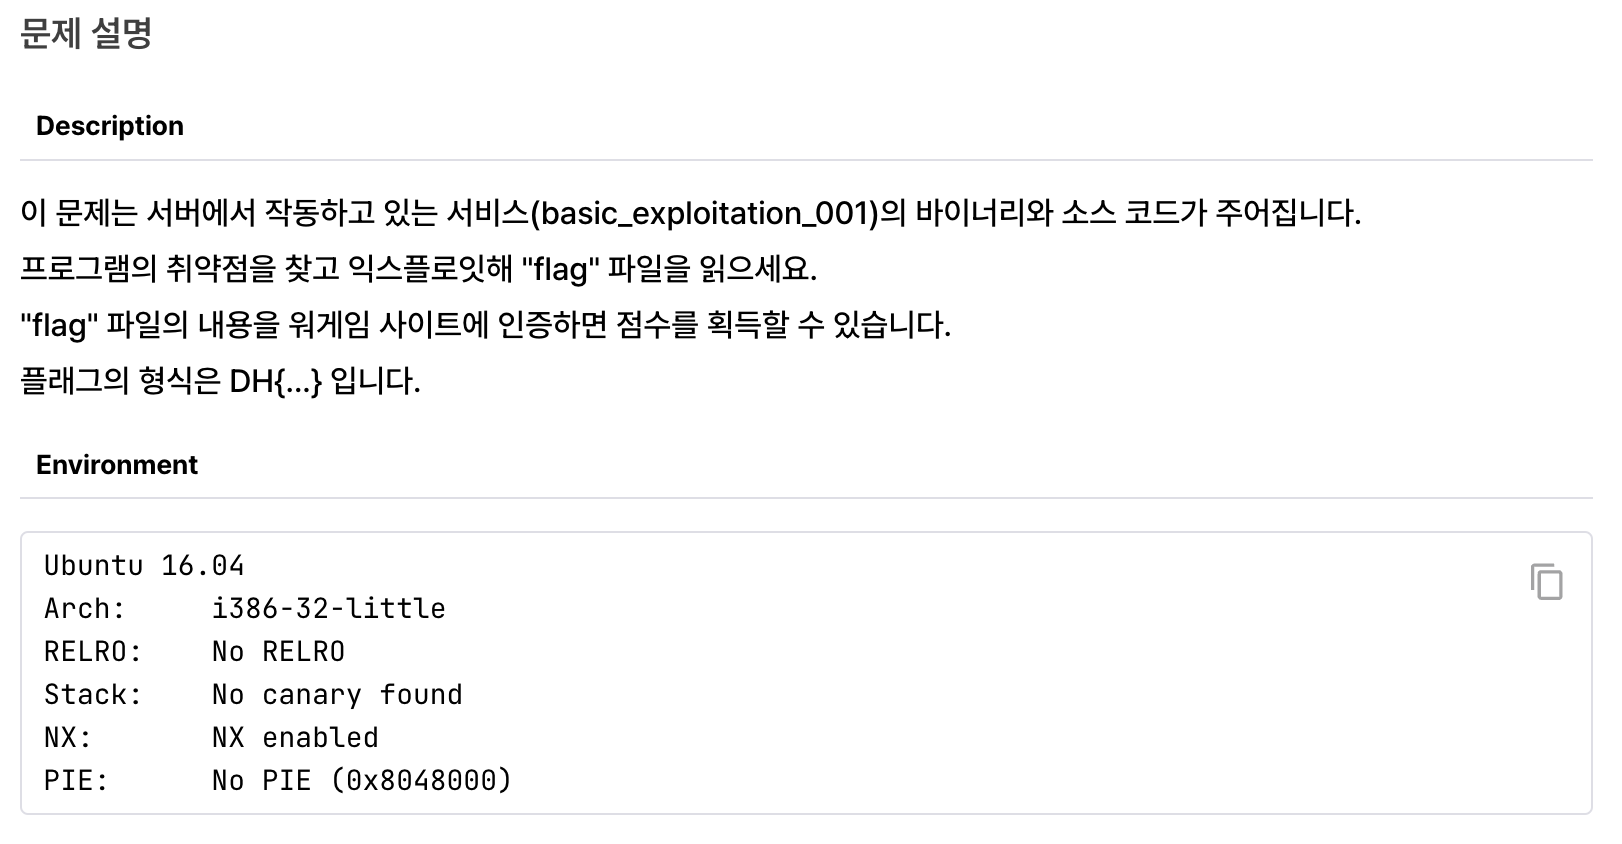 문제 설명
Description
이 문제는 서버에서 작동하고 있는 서비스(basic_exploitation_001)의 바이너리와 소스 코드가 주어집니다.
프로그램의 취약점을 찾고 익스플로잇해 "flag" 파일을 읽으세요.
"flag" 파일의 내용을 워게임 사이트에 인증하면 점수를 획득할 수 있습니다.
플래그의 형식은 DH{...} 입니다.
Environment
Ubuntu 16.04
Arch:     i386-32-little
RELRO:    No RELRO
Stack:    No canary found
NX:       NX enabled
PIE:      No PIE (0x8048000)